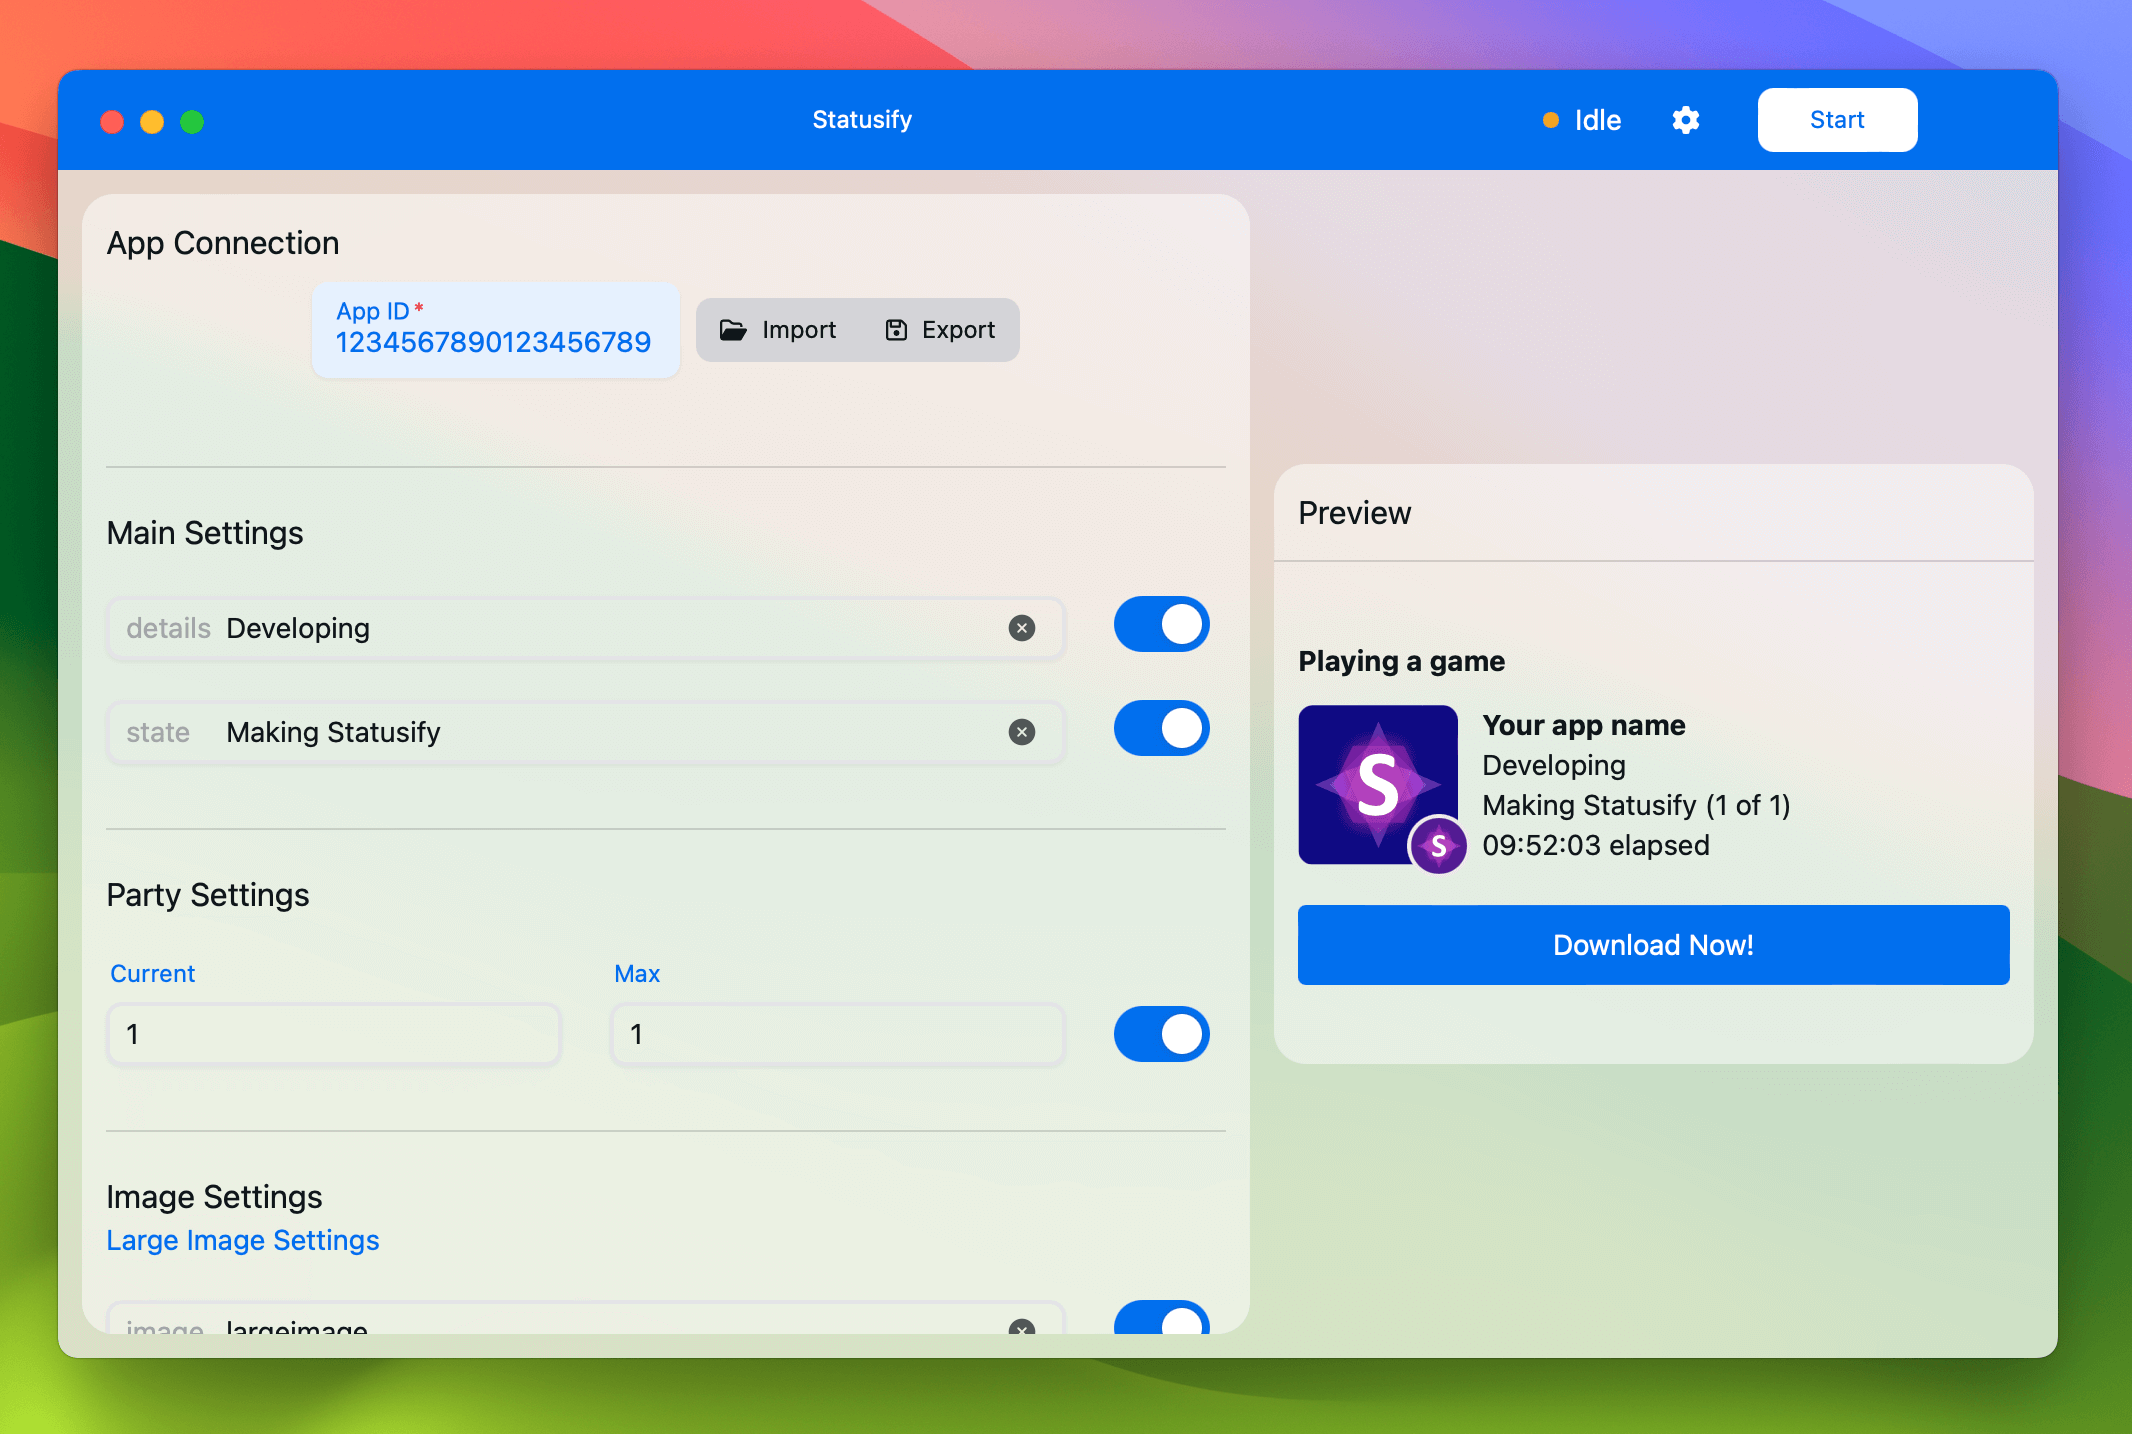 Statusify
Idle
Start
App Connection
App ID *
1234567890123456789
Import
Export
Main Settings
details Developing
state Making Statusify
Party Settings
Current
Max
1
1
Image Settings
Large Image Settings
image largeimage
Preview
Playing a game
S
S
Your app name
Developing
Making Statusify (1 of 1)
09:52:03 elapsed
Download Now!